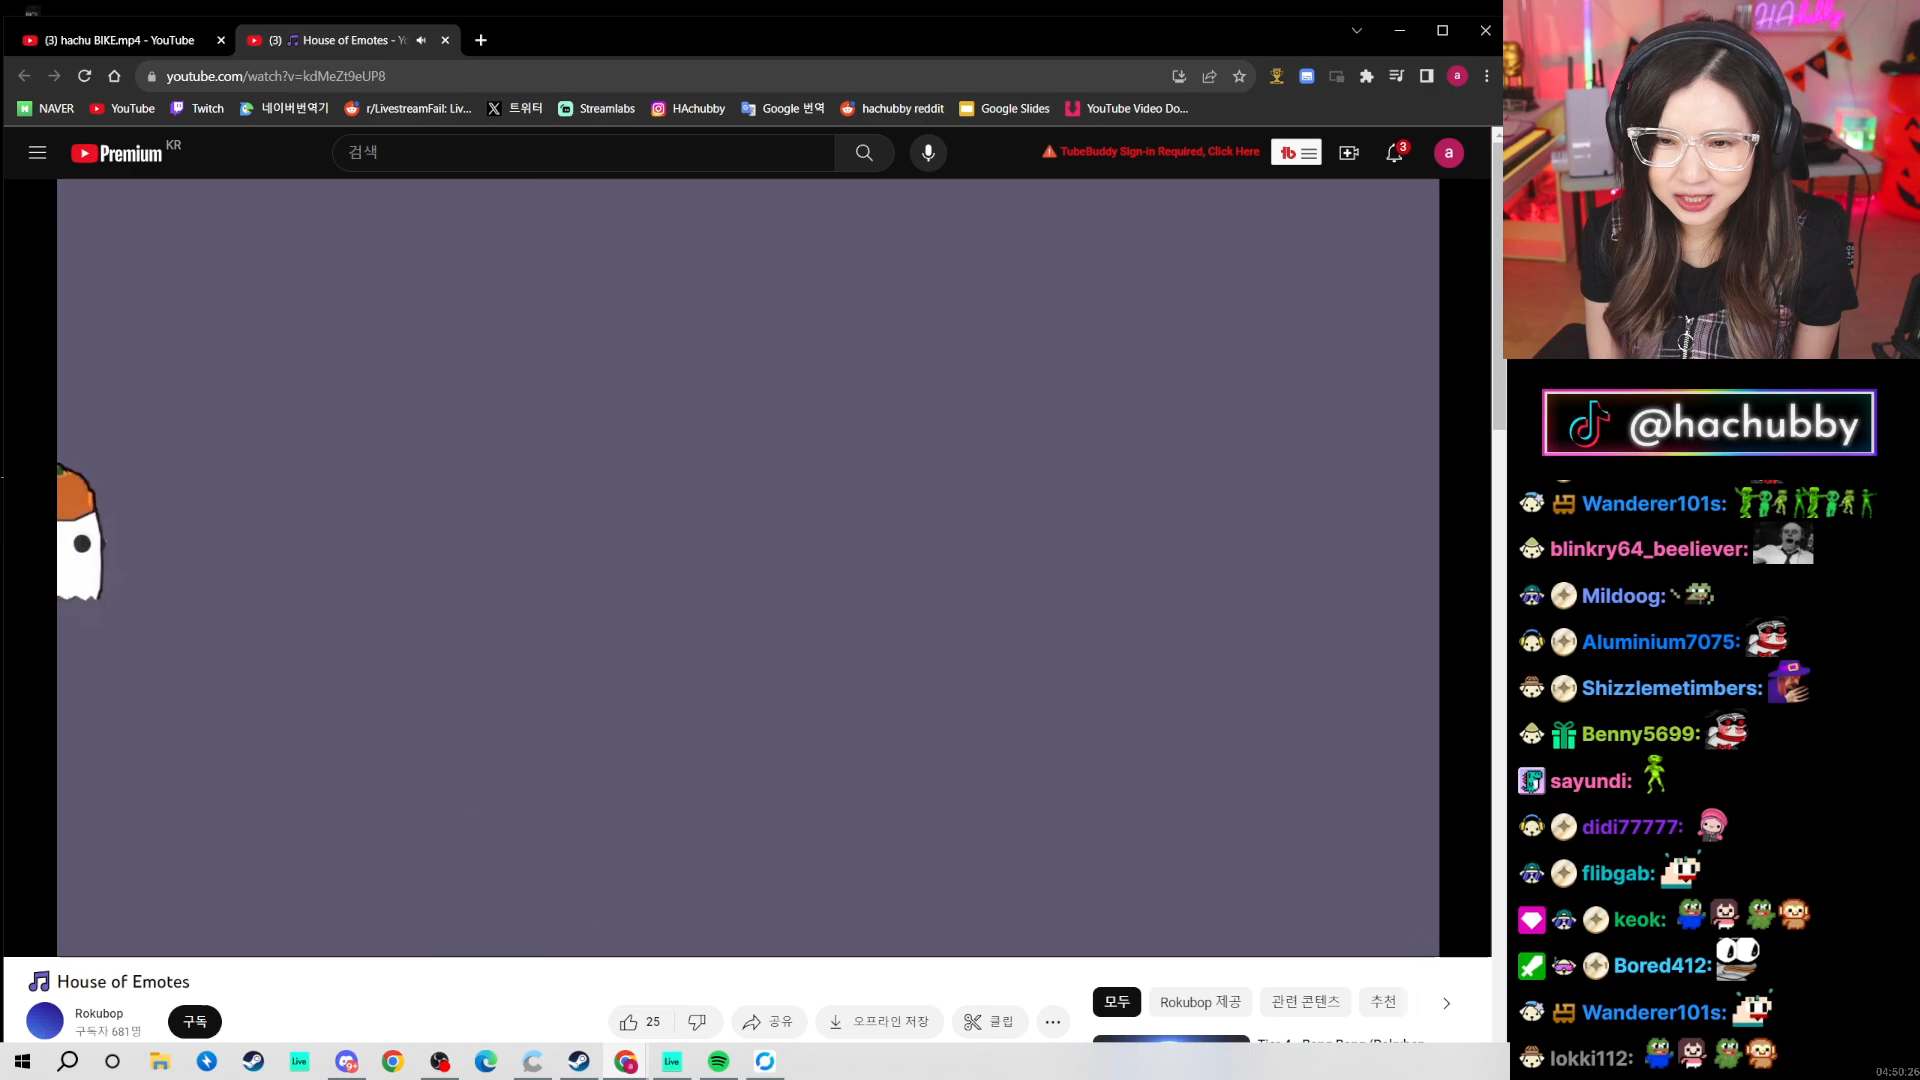 (3) hachu BIKE.mp4 - YouTube
(3) 🎵 House of Emotes - Y
youtube.com/watch?v=kdMeZt9eUP8
NAVER
YouTube
Twitch
네이버번역기
r/LivestreamFail: Liv...
트위터
Streamlabs
HAchubby
Google 번역
hachubby reddit
Google Slides
YouTube Video Do...
a
Premium KR
검색
TubeBuddy Sign-in Required, Click Here
tb
3
a
HAchubby
@hachubby
Wanderer101s:
blinkry64_beeliever:
Mildoog:
Aluminium7075:
Shizzlemetimbers:
Benny5699:
sayundi:
didi77777:
flibgab:
keok:
Bored412:
Wanderer101s:
lokki112:
🎵 House of Emotes
Rokubop
구독자 681명
구독
25
공유
오프라인 저장
클립
모두
Rokubop 제공
관련 콘텐츠
추천
Live
9+
Live
04:50:26